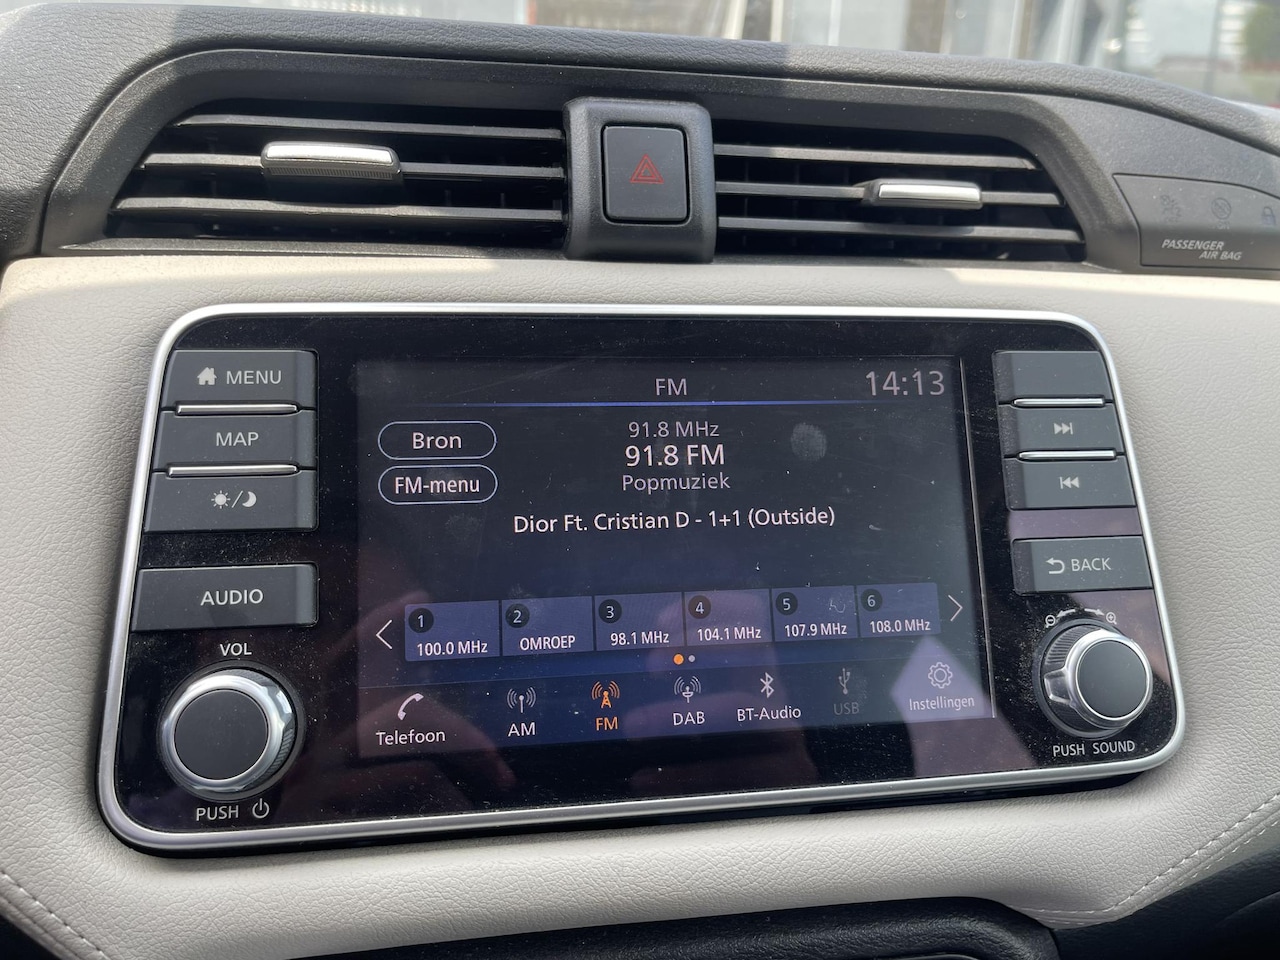 PASSENGER
AIR BAG
MENU
MAP
AUDIO
VOL
PUSH
FM
14:13
Bron
FM-menu
91.8 MHz
91.8 FM
Popmuziek
Dior Ft. Cristian D - 1+1 (Outside)
1
100.0 MHz
2
OMROEP
3
98.1 MHz
4
104.1 MHz
5
107.9 MHz
6
108.0 MHz
Telefoon
AM
FM
DAB
BT-Audio
USB
Instellingen
BACK
PUSH SOUND